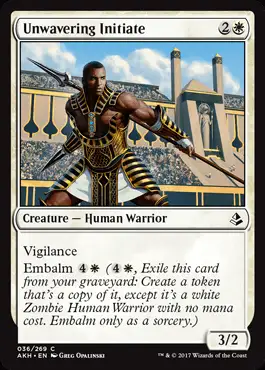 Unwavering Initiate 2
Creature — Human Warrior
Vigilance
Embalm 4 (4, Exile this card
from your graveyard: Create a token
that's a copy of it, except it's a white
Zombie Human Warrior with no mana
cost. Embalm only as a sorcery.)
3/2
036/269 C
AKH • EN Greg Opalinski
™ & © 2017 Wizards of the Coast